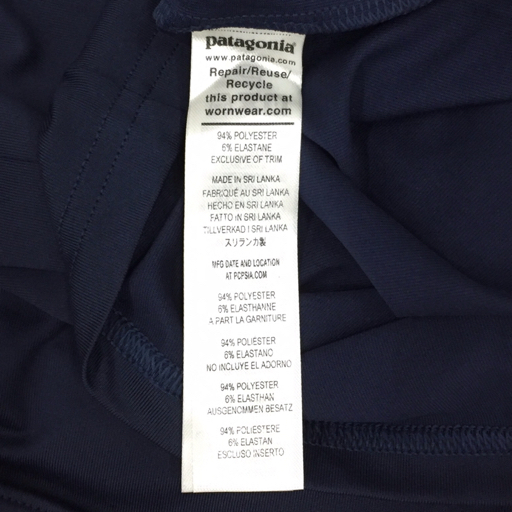 patagonia®
www.patagonia.com
Repair/Reuse/
Recycle
this product at
wornwear.com
94% POLYESTER
6% ELASTANE
EXCLUSIVE OF TRIM
MADE IN SRI LANKA
FABRIQUÉ AU SRI LANKA
HECHO EN SRI LANKA
FATTO IN SRI LANKA
TILLVERKAD I SRI LANKA
スリランカ製
MFG DATE AND LOCATION
AT PCPSIA.COM
94% POLYESTER
6% ELASTHANNE
A PART LA GARNITURE
94% POLIESTER
6% ELASTANO
NO INCLUYE EL ADORNO
94% POLYESTER
6% ELASTHAN
AUSGENOMMEN BESATZ
94% POLIESTERE
6% ELASTAN
ESCLUSO INSERTO